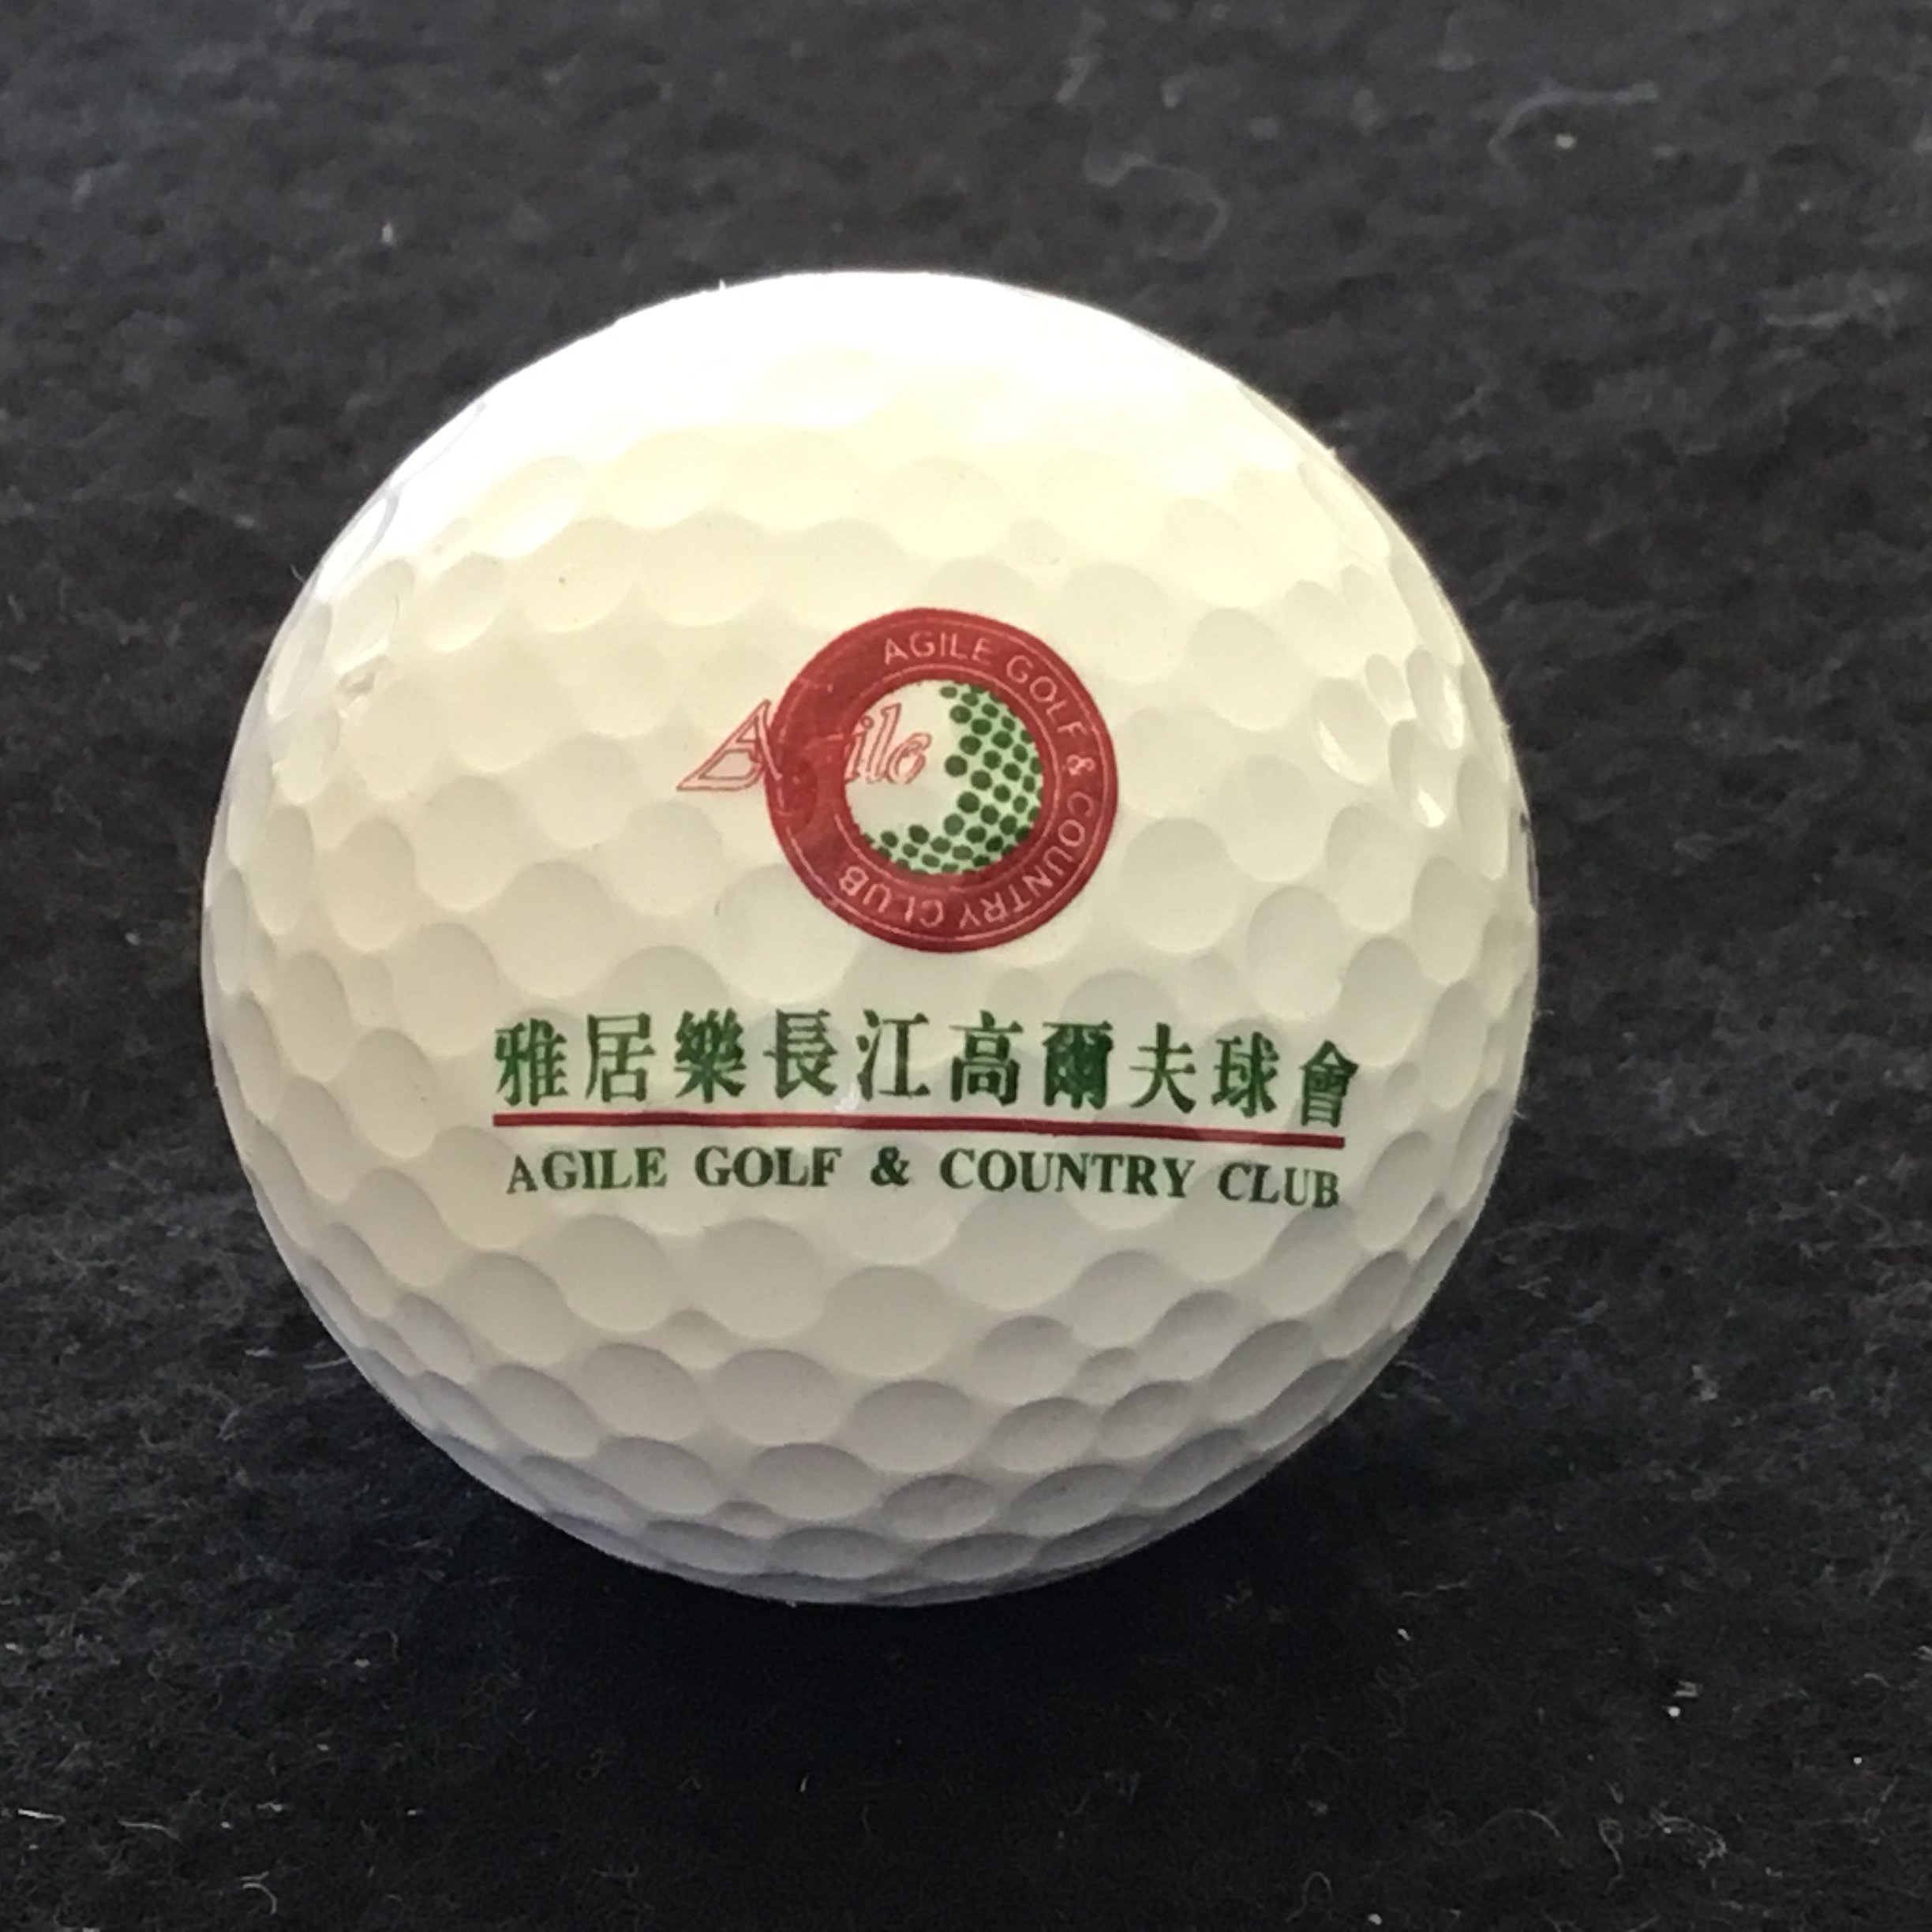 AGILE GOLF & COUNTRY CLUB
Agile
雅居樂長江高爾夫球會
AGILE GOLF & COUNTRY CLUB